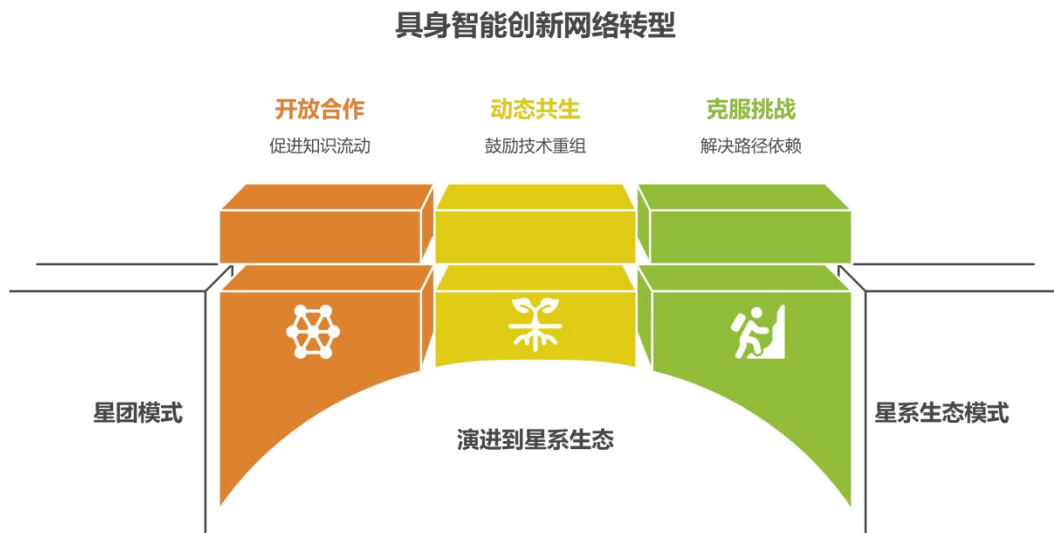 具身智能创新网络转型
开放合作
促进知识流动
动态共生
鼓励技术重组
克服挑战
解决路径依赖
星团模式
演进到星系生态
星系生态模式